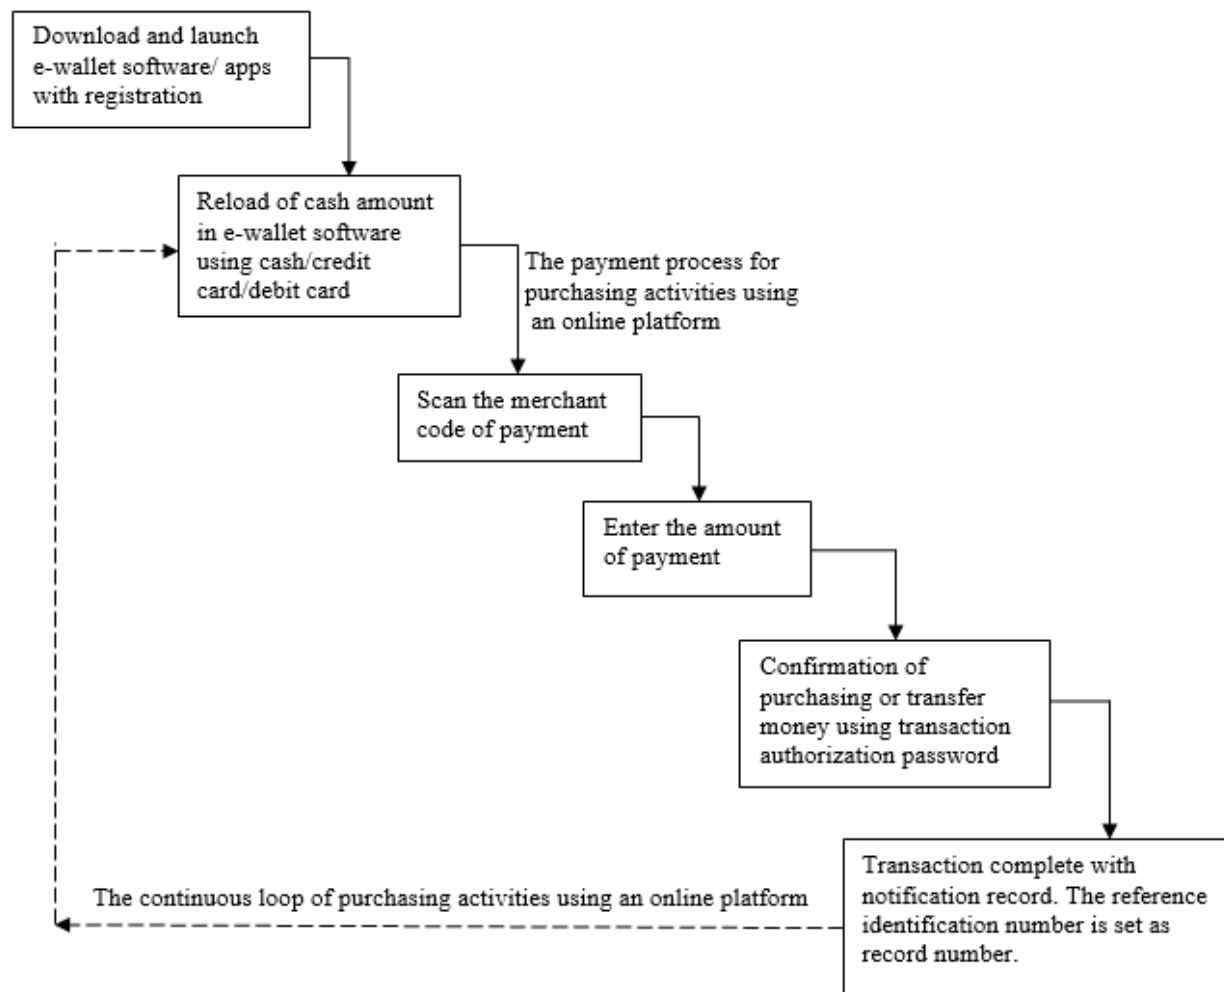 Download and launch
e-wallet software/ apps
with registration
Reload of cash amount
in e-wallet software
using cash/credit
card/debit card
The payment process for
purchasing activities using
an online platform
Scan the merchant
code of payment
Enter the amount
of payment
Confirmation of
purchasing or transfer
money using transaction
authorization password
Transaction complete with
notification record. The reference
identification number is set as
record number.
The continuous loop of purchasing activities using an online platform